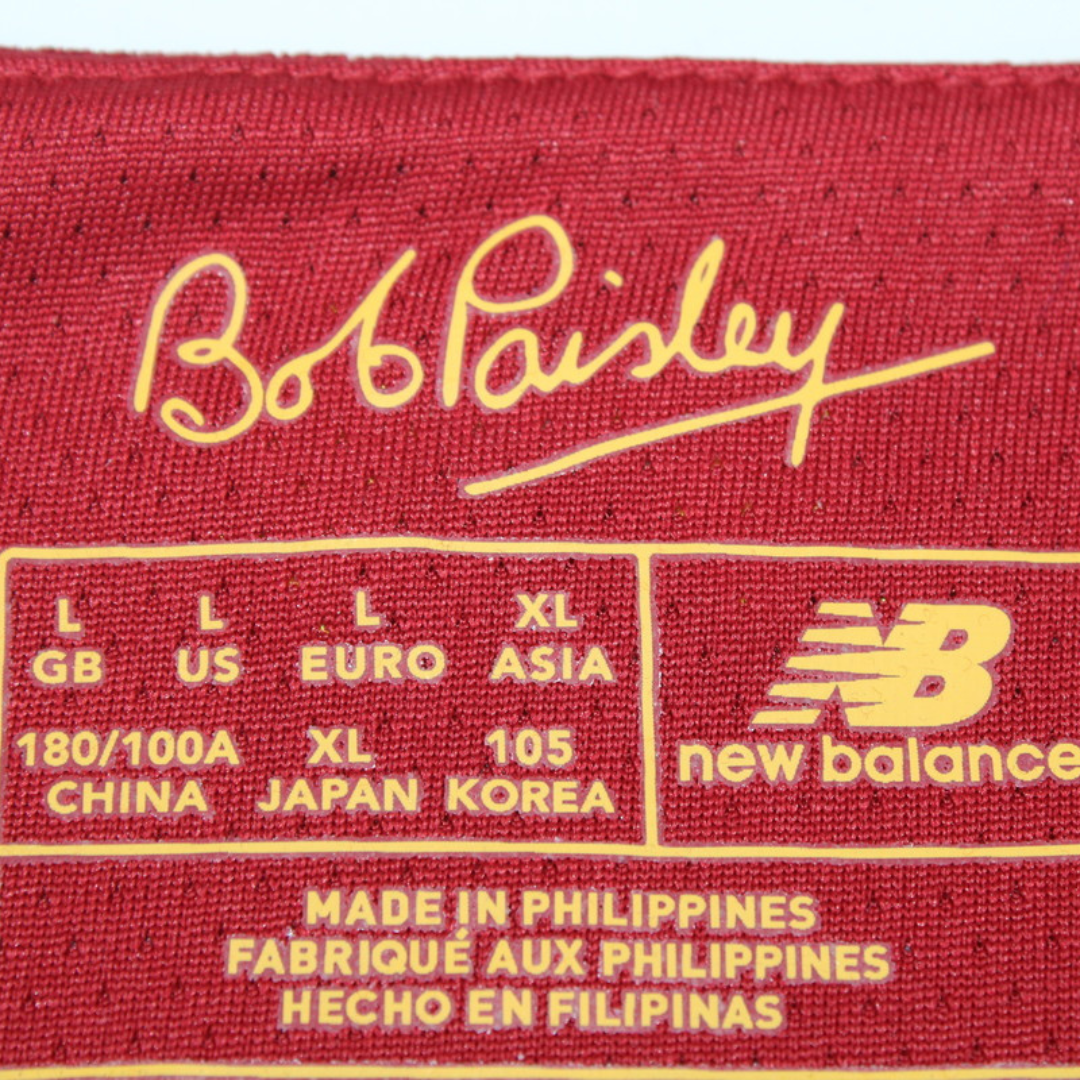 Bob Paisley
L L L XL
GB US EURO ASIA
180/100A XL 105
CHINA JAPAN KOREA
NB
new balance
MADE IN PHILIPPINES
FABRIQUÉ AUX PHILIPPINES
HECHO EN FILIPINAS